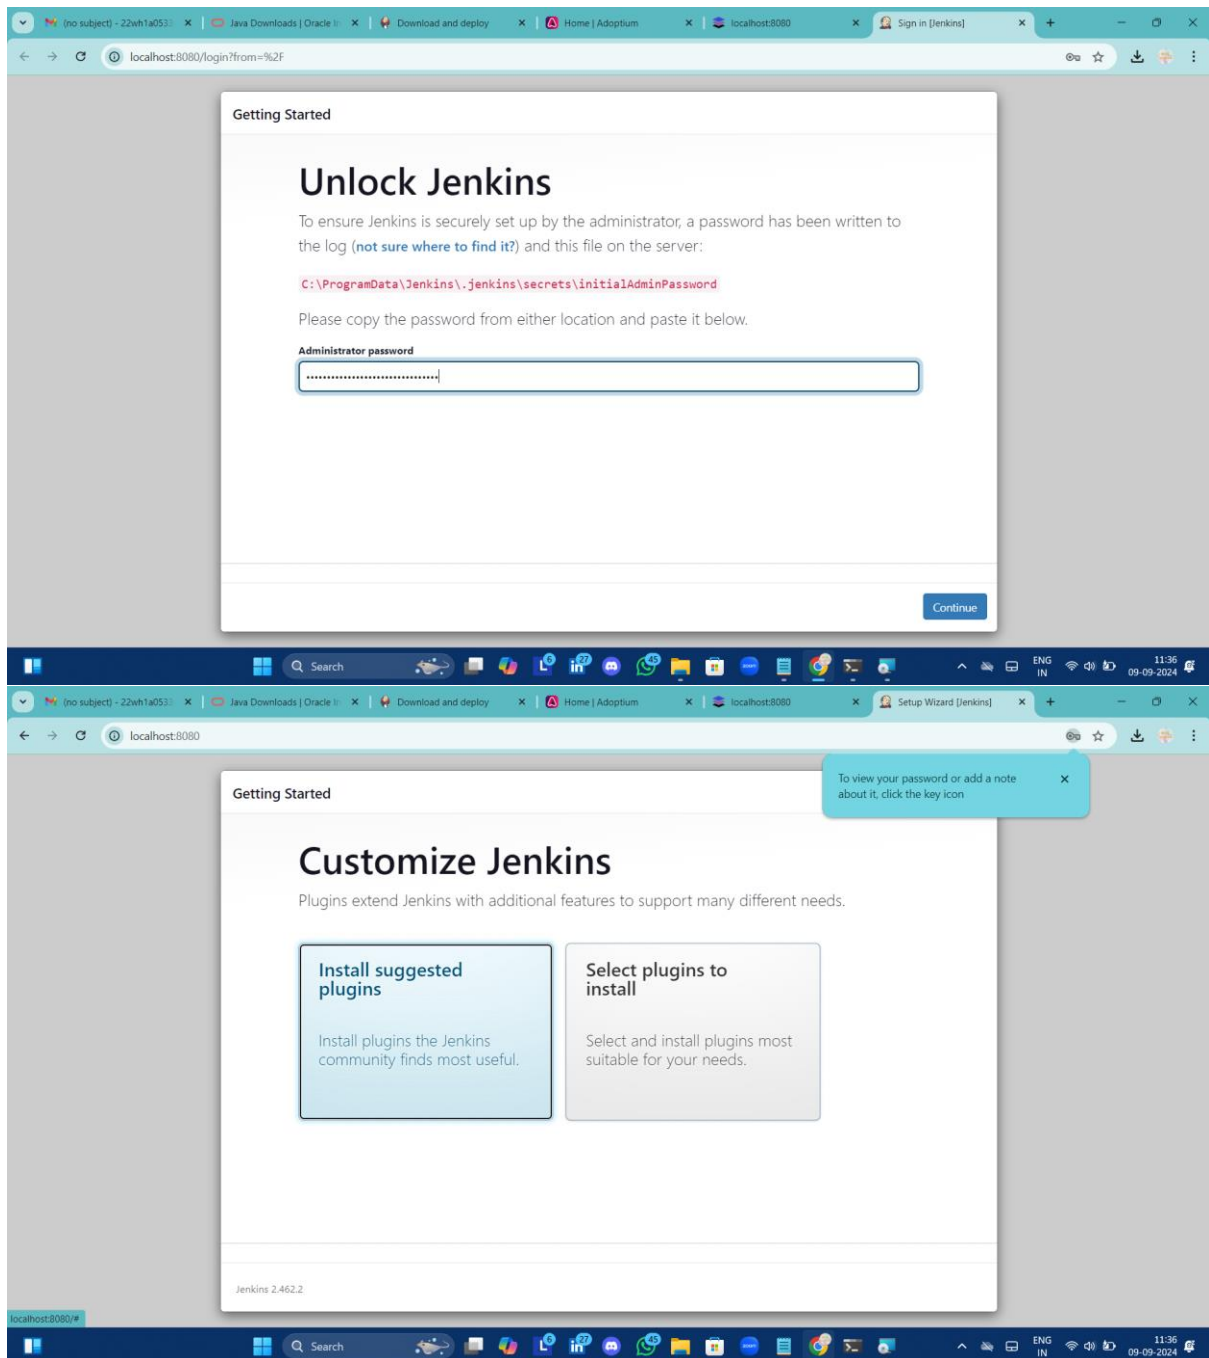 (no subject) - 22wh1a053
Java Downloads | Oracle In
Download and deploy
Home | Adoptium
localhost:8080
Sign in [Jenkins]
localhost:8080/login?from=%2F
Getting Started
Unlock Jenkins
To ensure Jenkins is securely set up by the administrator, a password has been written to
the log (not sure where to find it?) and this file on the server:
C:\ProgramData\Jenkins\.jenkins\secrets\initialAdminPassword
Please copy the password from either location and paste it below.
Administrator password
Continue
Search
6
27
45
ENG
IN
11:36
09-09-2024
(no subject) - 22wh1a053
Java Downloads | Oracle In
Download and deploy
Home | Adoptium
localhost:8080
Setup Wizard [Jenkins]
localhost:8080
To view your password or add a note
about it, click the key icon
Getting Started
Customize Jenkins
Plugins extend Jenkins with additional features to support many different needs.
Install suggested
plugins
Install plugins the Jenkins
community finds most useful.
Select plugins to
install
Select and install plugins most
suitable for your needs.
Jenkins 2.462.2
localhost:8080/#
Search
6
27
45
ENG
IN
11:36
09-09-2024